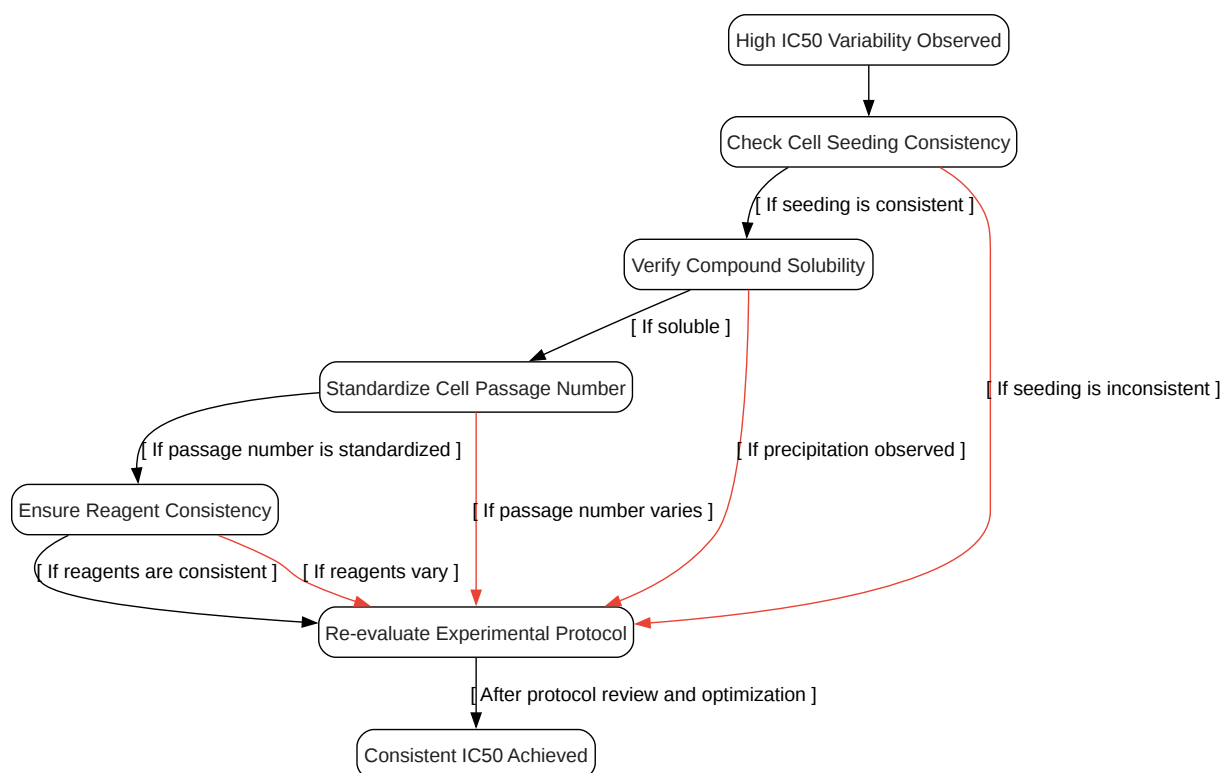 High IC50 Variability Observed
Check Cell Seeding Consistency
[ If seeding is consistent ]
Verify Compound Solubility
[ If soluble ]
Standardize Cell Passage Number
[ If seeding is inconsistent ]
[ If passage number is standardized ]
[ If precipitation observed ]
Ensure Reagent Consistency
[ If passage number varies ]
[ If reagents are consistent ]
[ If reagents vary ]
Re-evaluate Experimental Protocol
[ After protocol review and optimization ]
Consistent IC50 Achieved